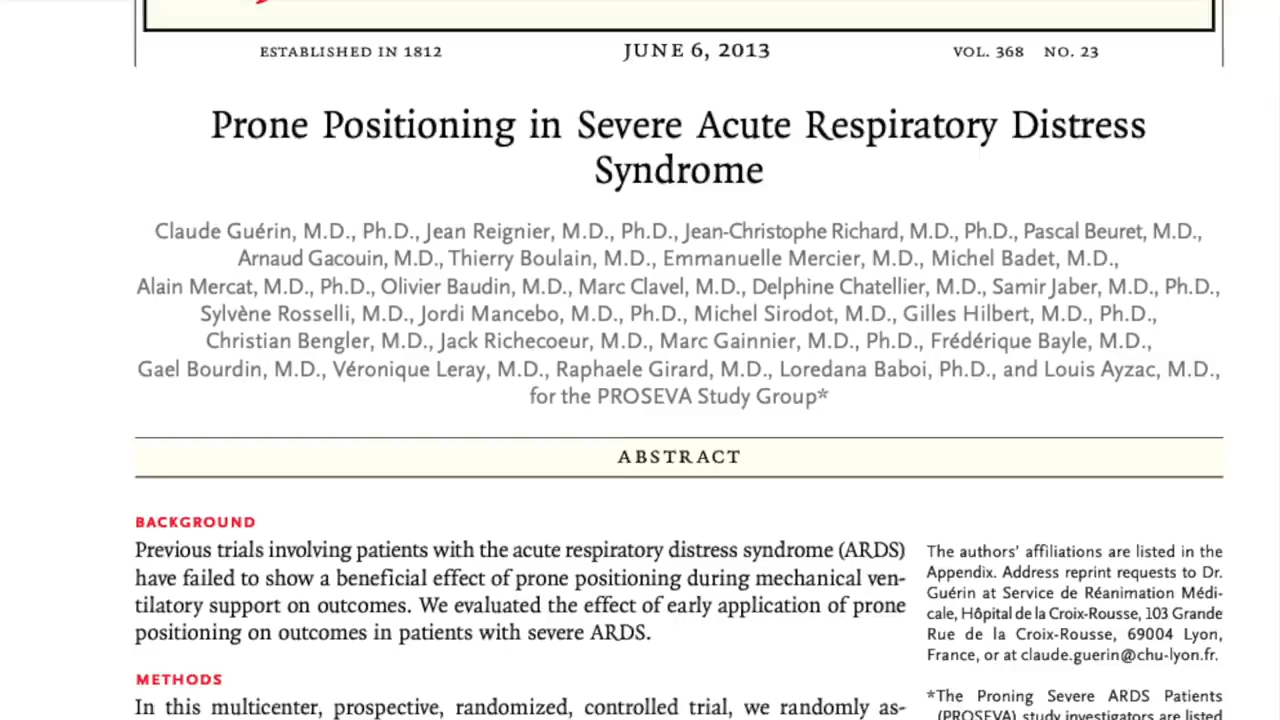 ESTABLISHED IN 1812 JUNE 6, 2013 VOL. 368 NO. 23
Prone Positioning in Severe Acute Respiratory Distress
Syndrome
Claude Guérin, M.D., Ph.D., Jean Reignier, M.D., Ph.D., Jean-Christophe Richard, M.D., Ph.D., Pascal Beuret, M.D.,
Arnaud Gacouin, M.D., Thierry Boulain, M.D., Emmanuelle Mercier, M.D., Michel Badet, M.D.,
Alain Mercat, M.D., Ph.D., Olivier Baudin, M.D., Marc Clavel, M.D., Delphine Chatellier, M.D., Samir Jaber, M.D., Ph.D.,
Sylvène Rosselli, M.D., Jordi Mancebo, M.D., Ph.D., Michel Sirodot, M.D., Gilles Hilbert, M.D., Ph.D.,
Christian Bengler, M.D., Jack Richecoeur, M.D., Marc Gainnier, M.D., Ph.D., Frédérique Bayle, M.D.,
Gael Bourdin, M.D., Véronique Leray, M.D., Raphaele Girard, M.D., Loredana Baboi, Ph.D., and Louis Ayzac, M.D.,
for the PROSEVA Study Group*
ABSTRACT
BACKGROUND
Previous trials involving patients with the acute respiratory distress syndrome (ARDS)
have failed to show a beneficial effect of prone positioning during mechanical ven-
tilatory support on outcomes. We evaluated the effect of early application of prone
positioning on outcomes in patients with severe ARDS.
METHODS
In this multicenter, prospective, randomized, controlled trial, we randomly as-
The authors' affiliations are listed in the
Appendix. Address reprint requests to Dr.
Guérin at Service de Réanimation Médi-
cale, Hôpital de la Croix-Rousse, 103 Grande
Rue de la Croix-Rousse, 69004 Lyon,
France, or at claude.guerin@chu-lyon.fr.
*The Proning Severe ARDS Patients
(PROSEVA) study investigators are listed